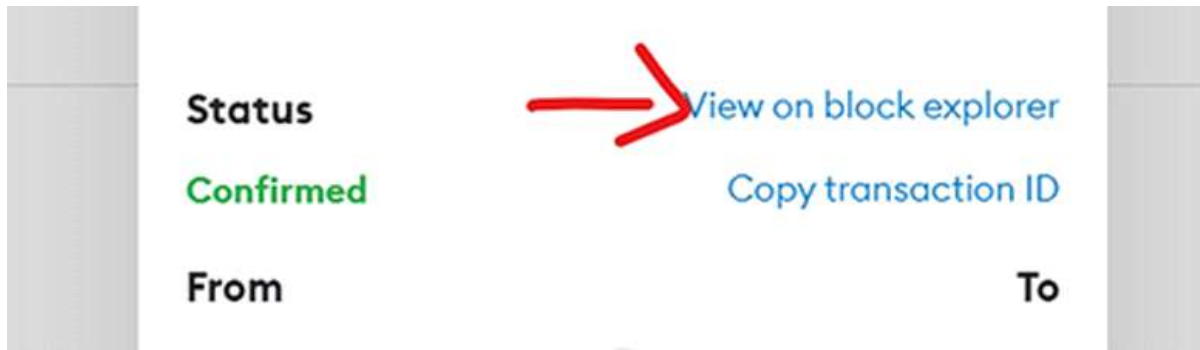 Status
View on block explorer
Confirmed
Copy transaction ID
From
To